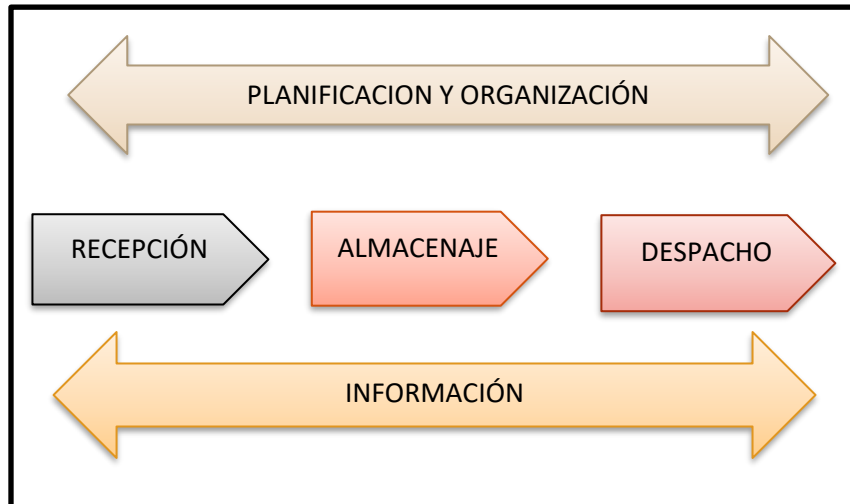 PLANIFICACION Y ORGANIZACIÓN
RECEPCIÓN
ALMACENAJE
DESPACHO
INFORMACIÓN